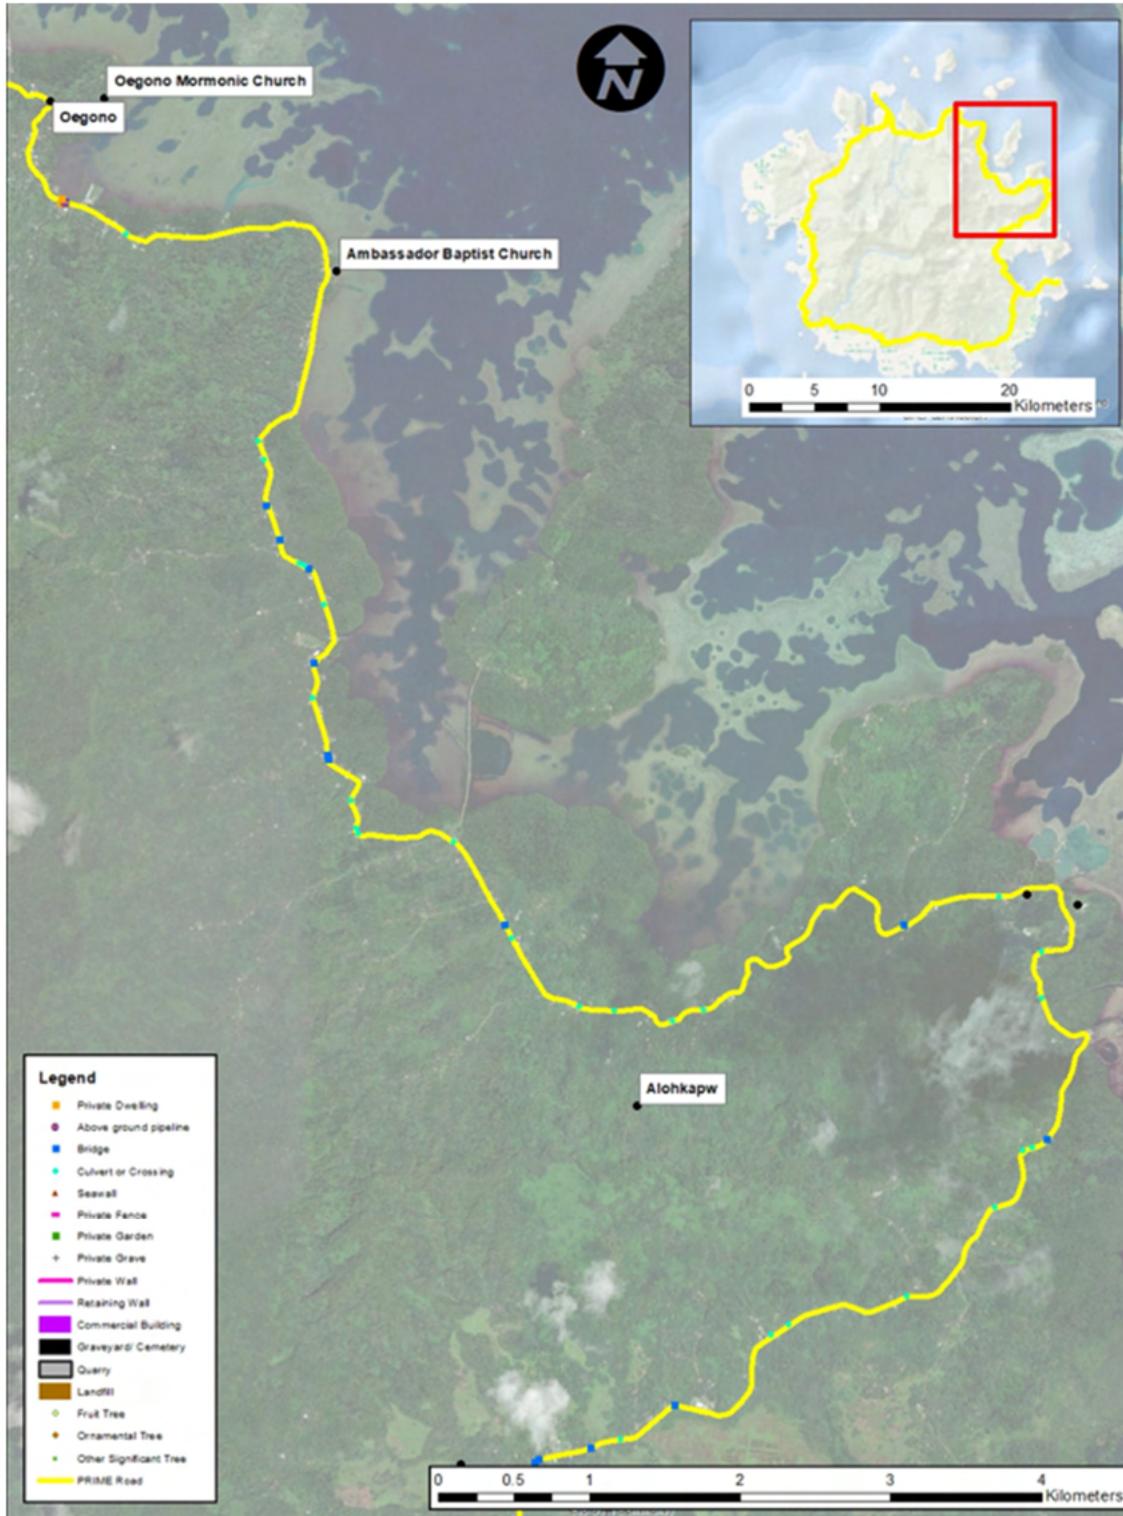 Oegono Mormonic Church
Oegono
N
Ambassador Baptist Church
0 5 10 20
Kilometers
Alohkapw
Legend
Private Dwelling
Above ground pipeline
Bridge
Culvert or Crossing
Seawall
Private Fence
Private Garden
Private Grave
Private Wall
Retaining Wall
Commercial Building
Graveyard/ Cemetery
Quarry
Landfill
Fruit Tree
Ornamental Tree
Other Significant Tree
PRIME Road
0 0.5 1 2 3 4
Kilometers